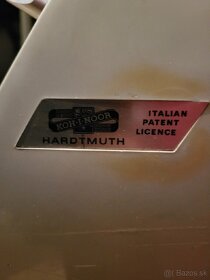 KOH-I-NOOR
HARDTMUTH
ITALIAN
PATENT
LICENCE
© Bazos.sk